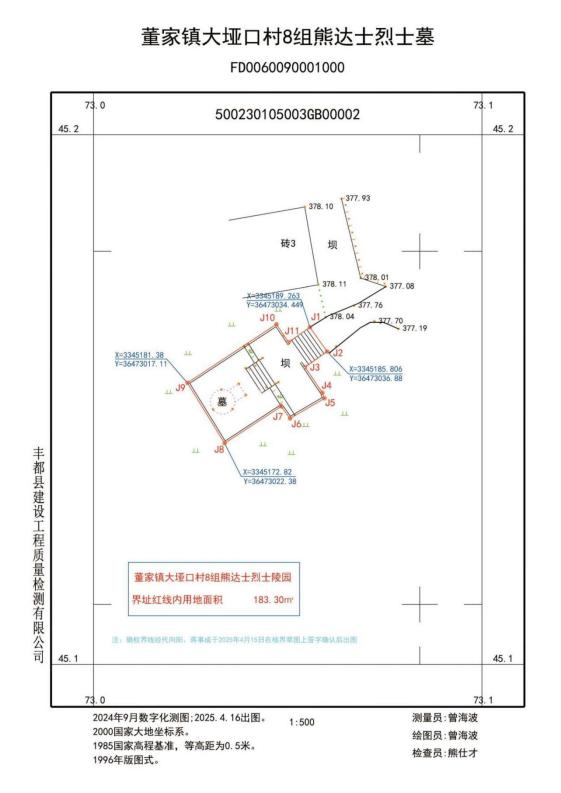 董家镇大垭口村8组熊达士烈士墓
FD0060090001000
73.0
73.1
45.2
45.2
500230105003GB00002
378.10
377.93
砖3
坝
378.11
378.01
377.08
X=3345189.263
Y=36473034.449
377.76
J10
J1
378.04
377.70
377.19
J11
J2
X=3345181.38
Y=36473017.11
坝
J3
X=3345185.806
Y=36473036.88
J9
墓
J4
J5
J7
J6
J8
X=3345172.82
Y=36473022.38
丰都县建设工程质量检测有限公司
董家镇大垭口村8组熊达士烈士陵园
界址红线内用地面积 183.30㎡
注：确权界线经代向阳、蒋事成于2025年4月15日在核界草图上签字确认后出图
45.1
45.1
73.0
73.1
2024年9月数字化测图;2025.4.16出图。
2000国家大地坐标系。
1985国家高程基准，等高距为0.5米。
1996年版图式。
1:500
测量员:曾海波
绘图员:曾海波
检查员:熊仕才